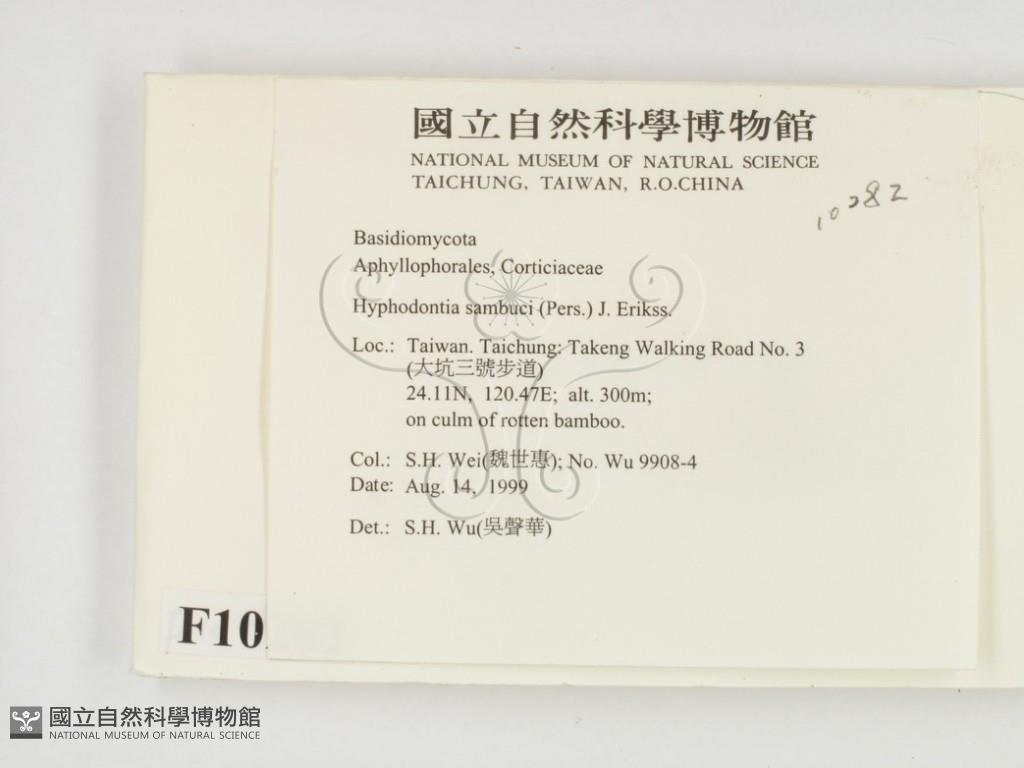 國立自然科學博物館
NATIONAL MUSEUM OF NATURAL SCIENCE
TAICHUNG, TAIWAN, R.O.CHINA
10282
Basidiomycota
Aphyllophorales, Corticiaceae
Hyphodontia sambuci (Pers.) J. Erikss.
Loc.: Taiwan. Taichung: Takeng Walking Road No. 3
(大坑三號步道)
24.11N, 120.47E; alt. 300m;
on culm of rotten bamboo.
Col.: S.H. Wei(魏世惠); No. Wu 9908-4
Date: Aug. 14, 1999
Det.: S.H. Wu(吳聲華)
F10
國立自然科學博物館
NATIONAL MUSEUM OF NATURAL SCIENCE